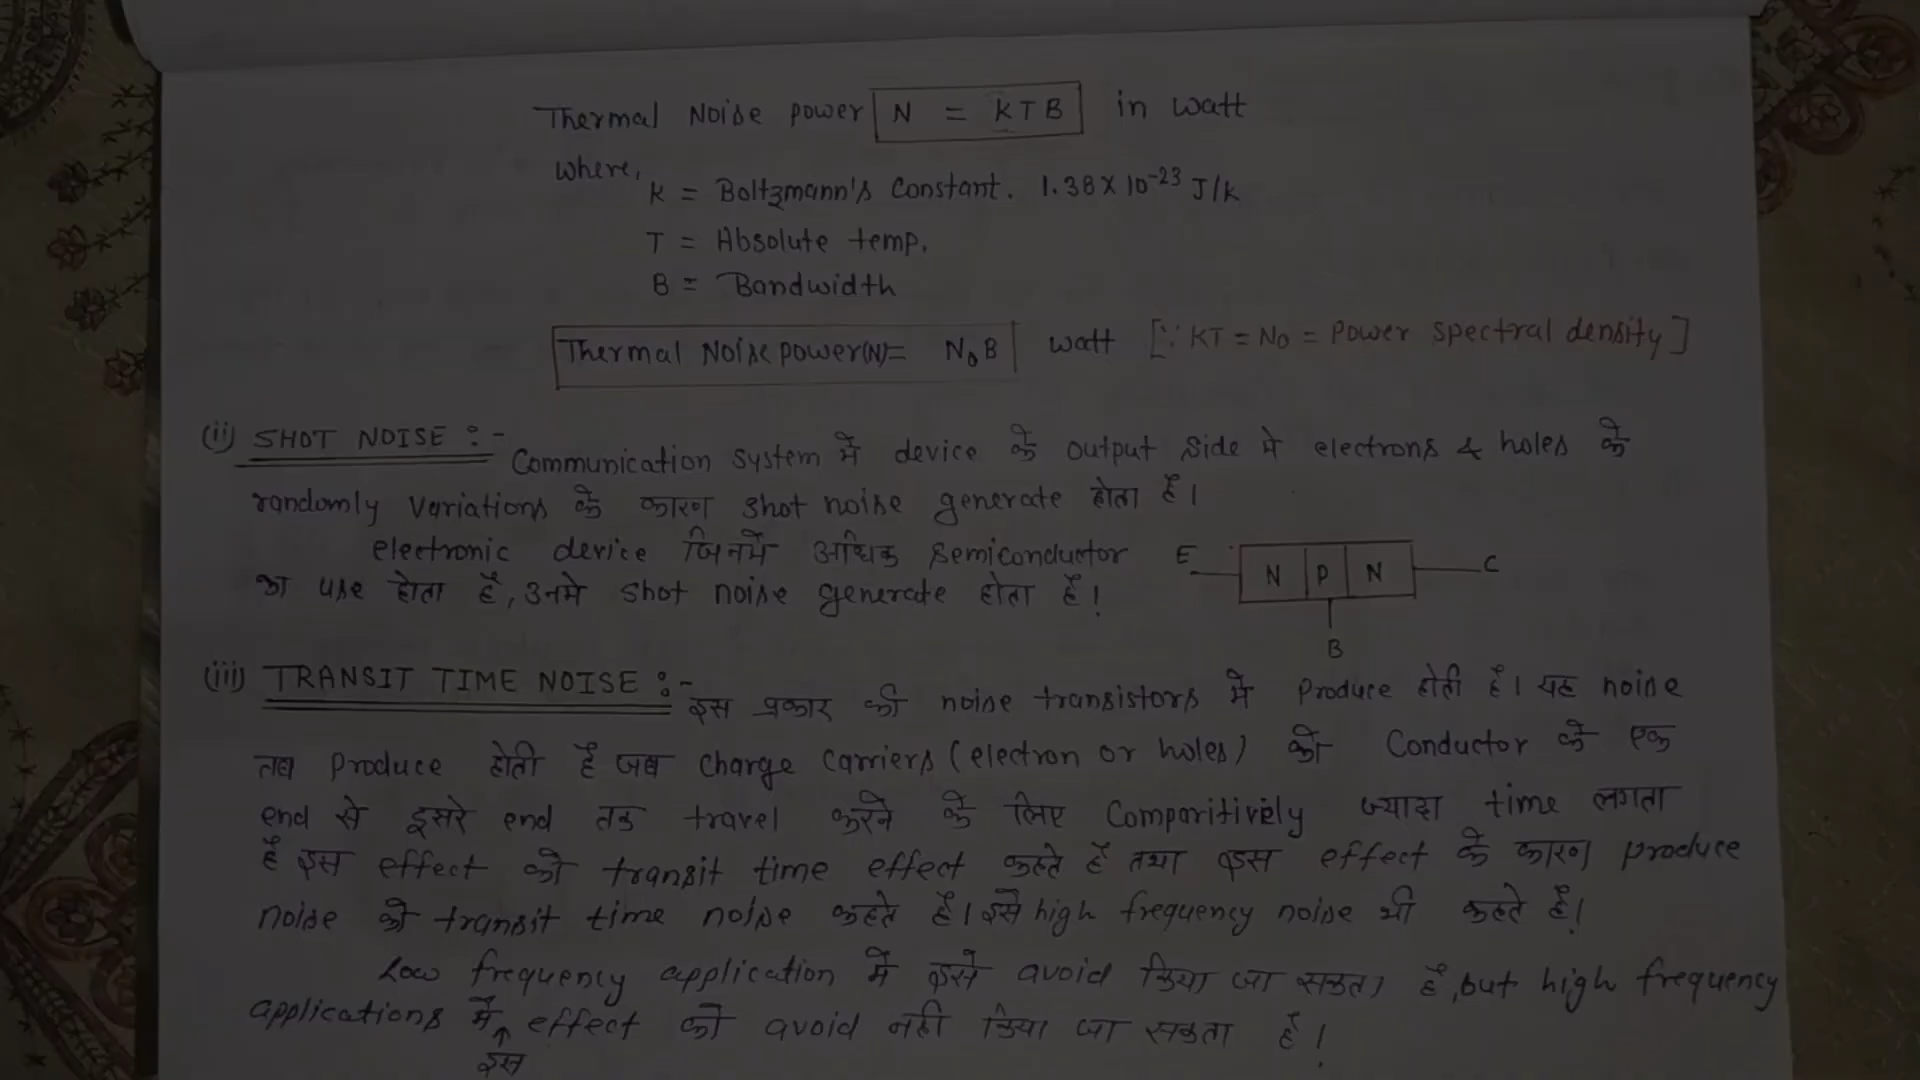 Thermal Noise power N = KTB in watt
where,
K = Boltzmann's Constant. 1.38 X 10-23 J/K
T = Absolute temp.
B = Bandwidth
Thermal Noise power(N)= N0B watt [∵ KT = No = Power spectral density]
(ii) SHOT NOISE :- Communication system में device के output side में electrons & holes के
randomly variations के कारण shot noise generate होता है।
electronic device जिनमें अधिक semiconductor
का use होता है, उनमे shot noise generate होता है!
E N P N C
B
(iii) TRANSIT TIME NOISE :- इस प्रकार की noise transistors में Produce होती है। यह noise
तब produce होती है जब charge carriers (electron or holes) को Conductor के एक
end से दूसरे end तक travel करने के लिए Comparitively ज्यादा time लगता
है इस effect को transit time effect कहते हैं तथा इस effect के कारण produce
noise को transit time noise कहते हैं। इसे high frequency noise भी कहते हैं!
Low frequency application में इसे avoid किया जा सकता है, but high frequency
applications में इस effect को avoid नही किया जा सकता है!